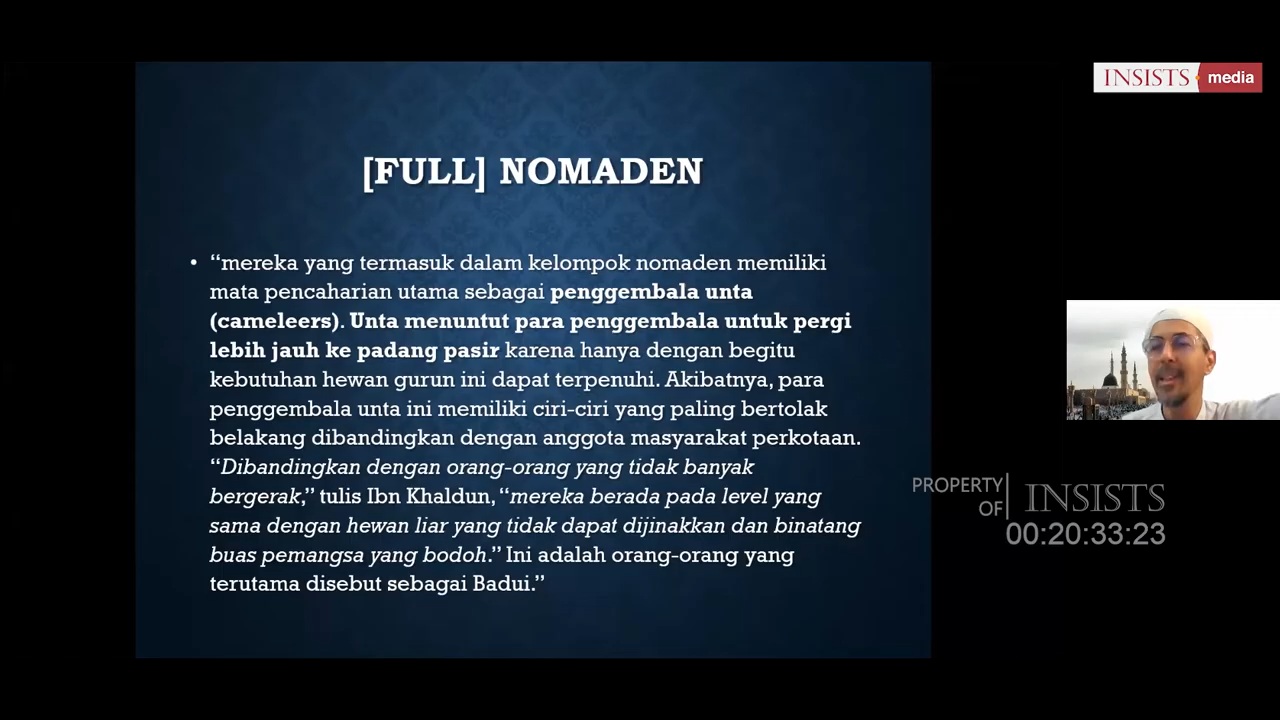 INSISTS media
[FULL] NOMADEN
• “mereka yang termasuk dalam kelompok nomaden memiliki
mata pencaharian utama sebagai penggembala unta
(cameleers). Unta menuntut para penggembala untuk pergi
lebih jauh ke padang pasir karena hanya dengan begitu
kebutuhan hewan gurun ini dapat terpenuhi. Akibatnya, para
penggembala unta ini memiliki ciri-ciri yang paling bertolak
belakang dibandingkan dengan anggota masyarakat perkotaan.
“Dibandingkan dengan orang-orang yang tidak banyak
bergerak,” tulis Ibn Khaldun, “mereka berada pada level yang
sama dengan hewan liar yang tidak dapat dijinakkan dan binatang
buas pemangsa yang bodoh.” Ini adalah orang-orang yang
terutama disebut sebagai Badui.”
PROPERTY
OF
INSISTS
00:20:33:23